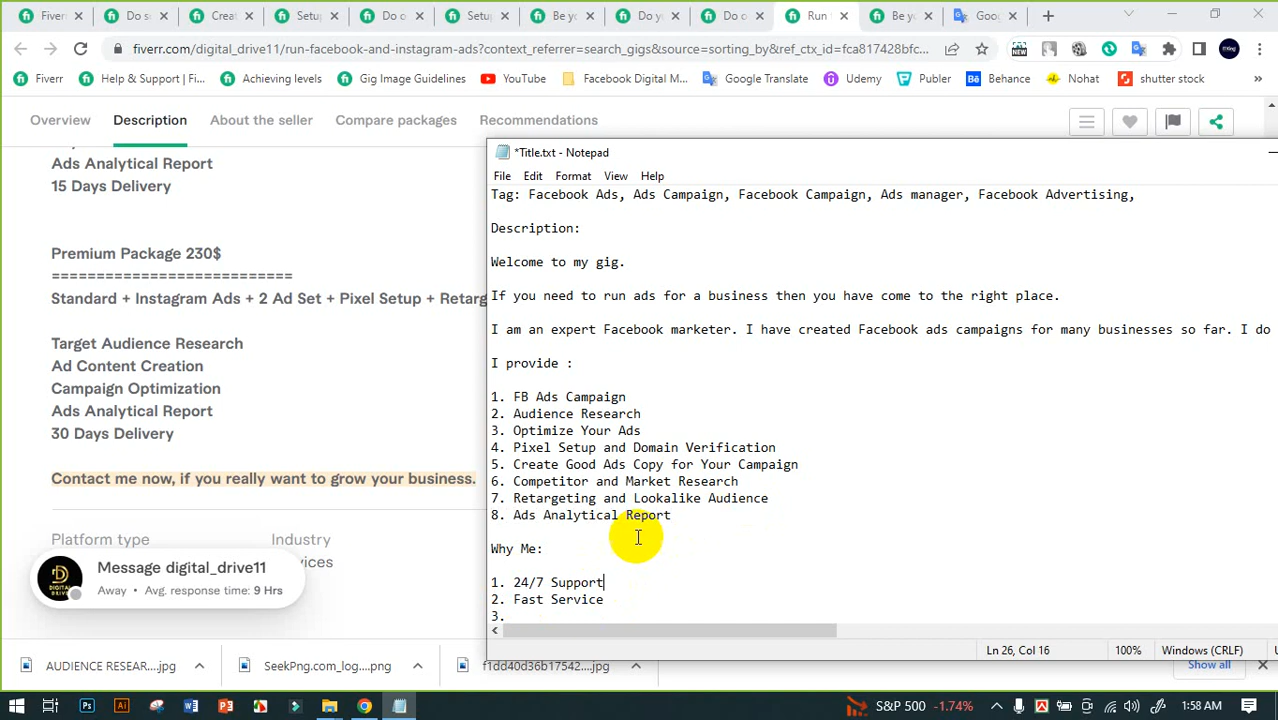 Do s
Crea
Setu
Do o
Setu
Be y
Do y
Do o
Run
Be y
Goo
fiverr.com/digital_drive11/run-facebook-and-instagram-ads?context_referrer=search_gigs&source=sorting_by&ref_ctx_id=fca817428bfc...
Fiverr
Help & Support | Fi...
Achieving levels
Gig Image Guidelines
YouTube
Facebook Digital M...
Google Translate
Udemy
Publer
Behance
Nohat
shutter stock
Overview
Description
About the seller
Compare packages
Recommendations
Ads Analytical Report
15 Days Delivery
Premium Package 230$
==========================
Standard + Instagram Ads + 2 Ad Set + Pixel Setup + Retarg
Target Audience Research
Ad Content Creation
Campaign Optimization
Ads Analytical Report
30 Days Delivery
Contact me now, if you really want to grow your business.
Platform type
Industry
vices
Message digital_drive11
Away • Avg. response time: 9 Hrs
*Title.txt - Notepad
File Edit Format View Help
Tag: Facebook Ads, Ads Campaign, Facebook Campaign, Ads manager, Facebook Advertising,
Description:
Welcome to my gig.
If you need to run ads for a business then you have come to the right place.
I am an expert Facebook marketer. I have created Facebook ads campaigns for many businesses so far. I do
I provide :
1. FB Ads Campaign
2. Audience Research
3. Optimize Your Ads
4. Pixel Setup and Domain Verification
5. Create Good Ads Copy for Your Campaign
6. Competitor and Market Research
7. Retargeting and Lookalike Audience
8. Ads Analytical Report
Why Me:
1. 24/7 Support
2. Fast Service
3.
Ln 26, Col 16
100%
Windows (CRLF)
AUDIENCE RESEAR....jpg
SeekPng.com_log....png
f1dd40d36b17542....jpg
Show all
S&P 500 -1.74%
1:58 AM